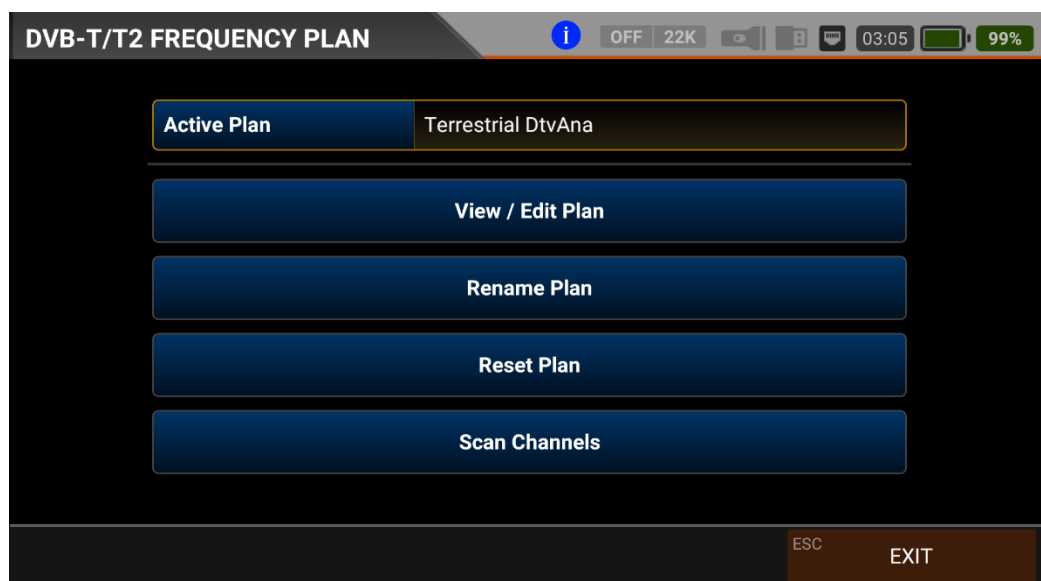 DVB-T/T2 FREQUENCY PLAN
i OFF 22K 03:05 99%
Active Plan Terrestrial DtvAna
View / Edit Plan
Rename Plan
Reset Plan
Scan Channels
ESC EXIT